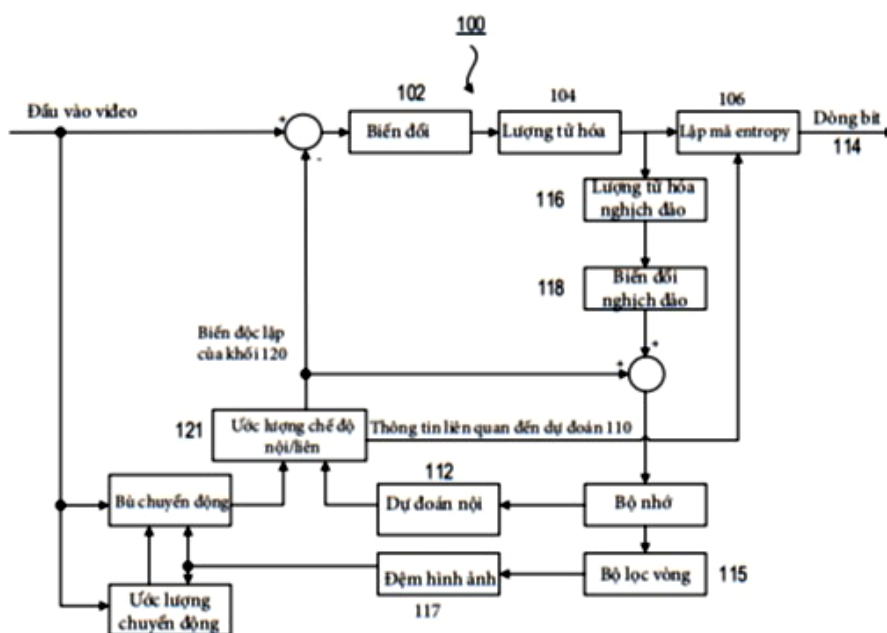 100
102
104
106
Đầu vào video
+
-
Biến đổi
Lượng tử hóa
Lập mã entropy
Dòng bit
114
116
Lượng tử hóa
nghịch đảo
118
Biến đổi
nghịch đảo
Biến độc lập
của khối 120
+
+
121
Ước lượng chế độ
nội/liên
Thông tin liên quan đến dự đoán 110
112
Bù chuyển động
Dự đoán nội
Bộ nhớ
Đệm hình ảnh
Bộ lọc vòng
115
Ước lượng
chuyển động
117